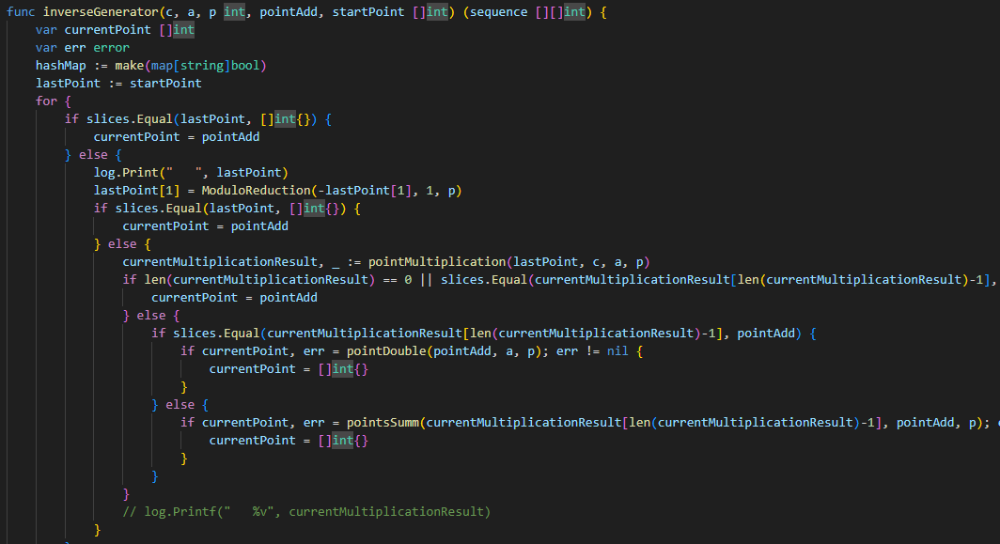 func inverseGenerator(c, a, p int, pointAdd, startPoint []int) (sequence [][]int) {
    var currentPoint []int
    var err error
    hashMap := make(map[string]bool)
    lastPoint := startPoint
    for {
        if slices.Equal(lastPoint, []int{}) {
            currentPoint = pointAdd
        } else {
            log.Print("   ", lastPoint)
            lastPoint[1] = ModuloReduction(-lastPoint[1], 1, p)
            if slices.Equal(lastPoint, []int{}) {
                currentPoint = pointAdd
            } else {
                currentMultiplicationResult, _ := pointMultiplication(lastPoint, c, a, p)
                if len(currentMultiplicationResult) == 0 || slices.Equal(currentMultiplicationResult[len(currentMultiplicationResult)-1],
                    currentPoint = pointAdd
                } else {
                    if slices.Equal(currentMultiplicationResult[len(currentMultiplicationResult)-1], pointAdd) {
                        if currentPoint, err = pointDouble(pointAdd, a, p); err != nil {
                            currentPoint = []int{}
                        }
                    } else {
                        if currentPoint, err = pointsSumm(currentMultiplicationResult[len(currentMultiplicationResult)-1], pointAdd, p);
                            currentPoint = []int{}
                        }
                    }
                }
                // log.Printf("   %v", currentMultiplicationResult)
            }